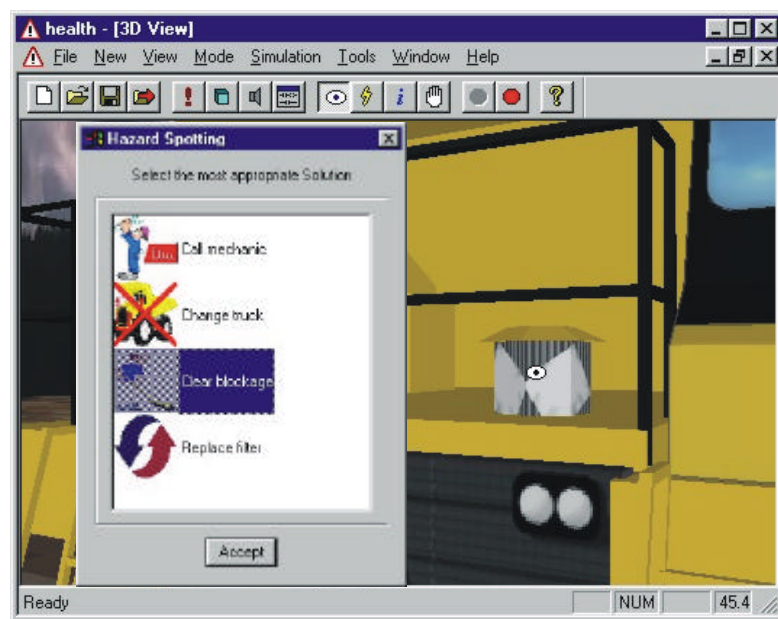 health - [3D View]
File New View Mode Simulation Tools Window Help
Hazard Spotting
Select the most appropriate Solution
Call mechanic
Change truck
Clear blockage
Replace filter
Accept
Ready NUM 45.4